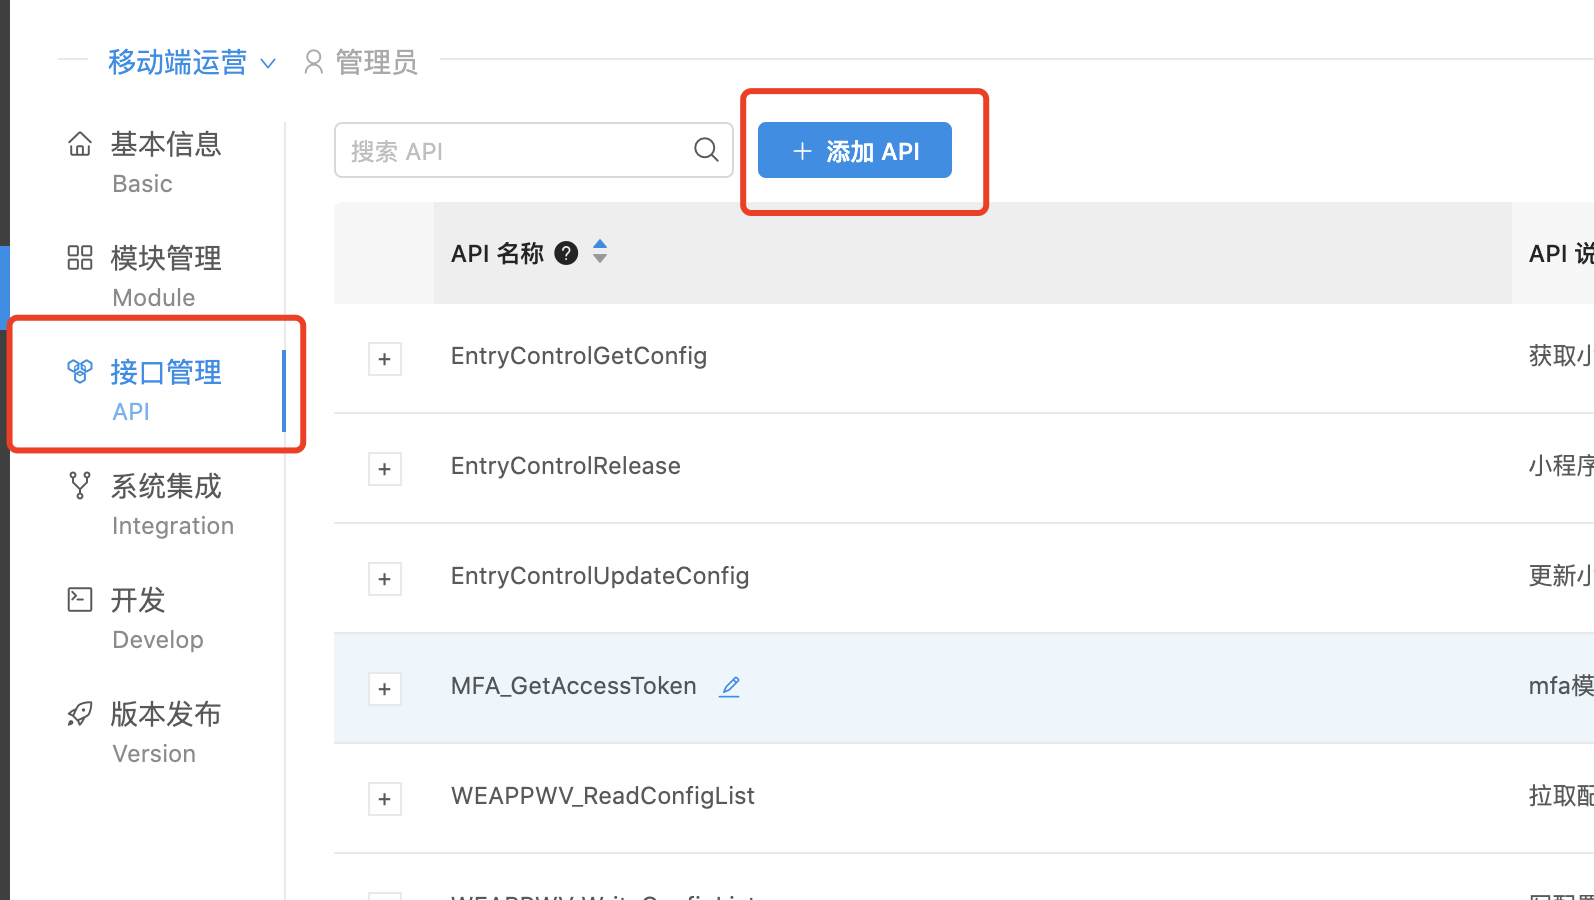 移动端运营 管理员
基本信息
Basic
模块管理
Module
接口管理
API
系统集成
Integration
开发
Develop
版本发布
Version
搜索 API
+ 添加 API
API 名称 ? API 说
+ EntryControlGetConfig 获取小
+ EntryControlRelease 小程序
+ EntryControlUpdateConfig 更新小
+ MFA_GetAccessToken mfa模
+ WEAPPWV_ReadConfigList 拉取配